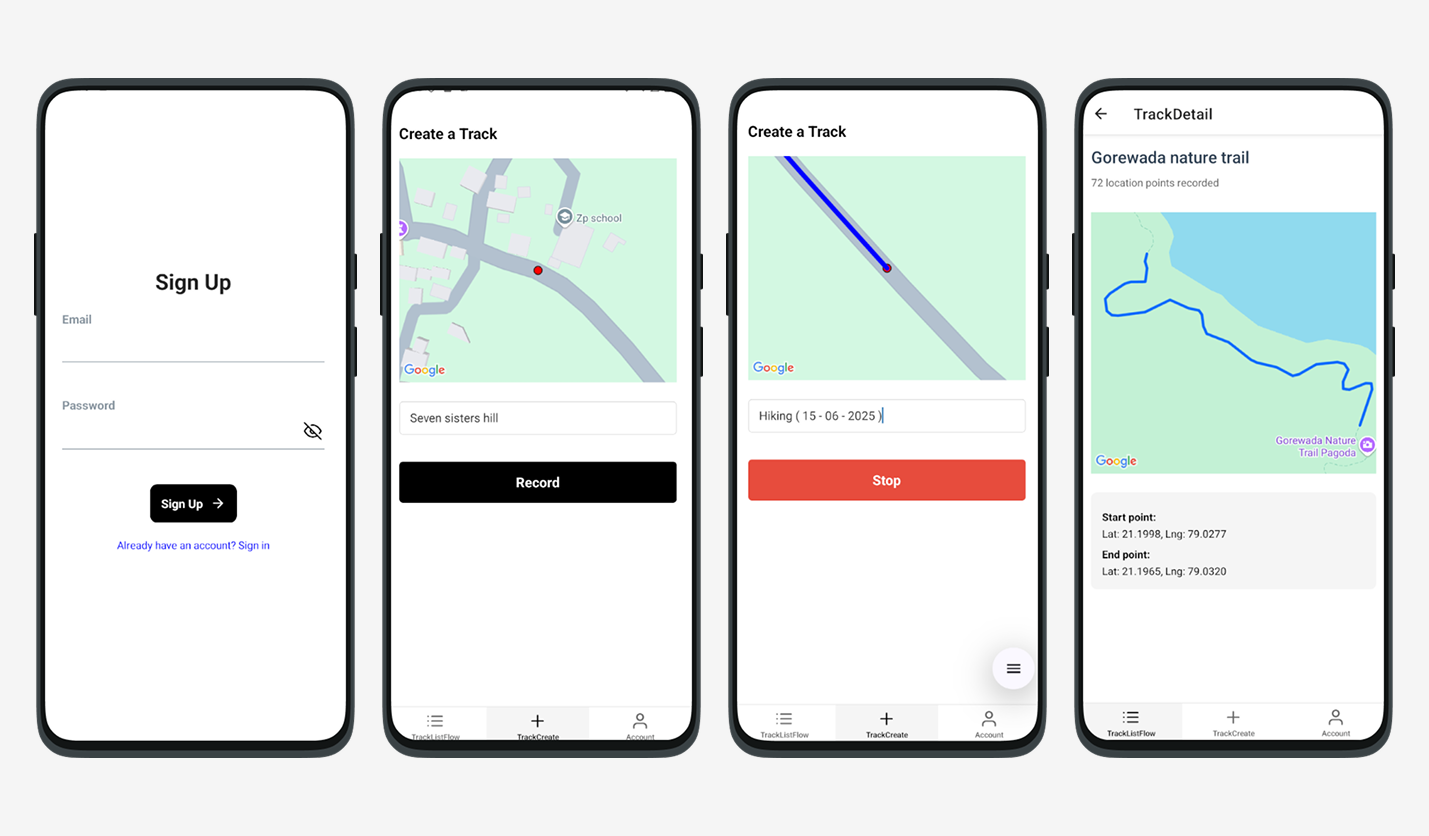 Sign Up
Email
Password
Sign Up
Already have an account? Sign in
Create a Track
Zp school
Google
Seven sisters hill
Record
TrackListFlow
TrackCreate
Account
Create a Track
Google
Hiking ( 15 - 06 - 2025 )
Stop
TrackListFlow
TrackCreate
Account
TrackDetail
Gorewada nature trail
72 location points recorded
Gorewada Nature
Trail Pagoda
Google
Start point:
Lat: 21.1998, Lng: 79.0277
End point:
Lat: 21.1965, Lng: 79.0320
TrackListFlow
TrackCreate
Account